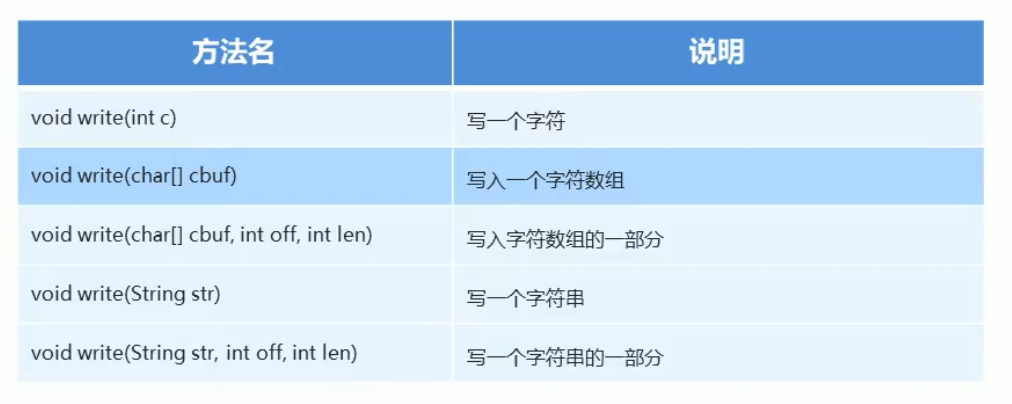 方法名 说明
void write(int c) 写一个字符
void write(char[] cbuf) 写入一个字符数组
void write(char[] cbuf, int off, int len) 写入字符数组的一部分
void write(String str) 写一个字符串
void write(String str, int off, int len) 写一个字符串的一部分